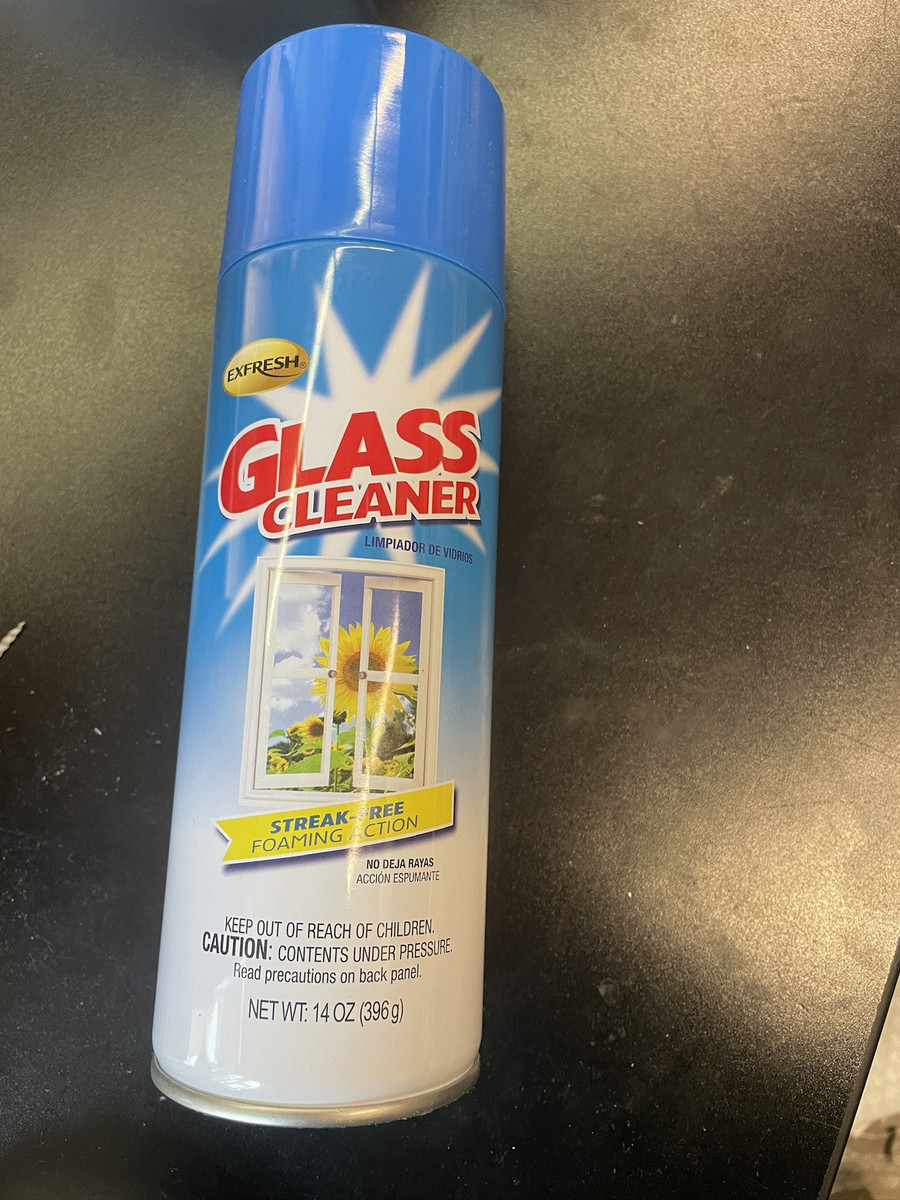 EXFRESH®
GLASS
CLEANER
LIMPIADOR DE VIDRIOS
STREAK-FREE
FOAMING ACTION
NO DEJA RAYAS
ACCIÓN ESPUMANTE
KEEP OUT OF REACH OF CHILDREN.
CAUTION: CONTENTS UNDER PRESSURE.
Read precautions on back panel.
NET WT: 14 OZ (396g)